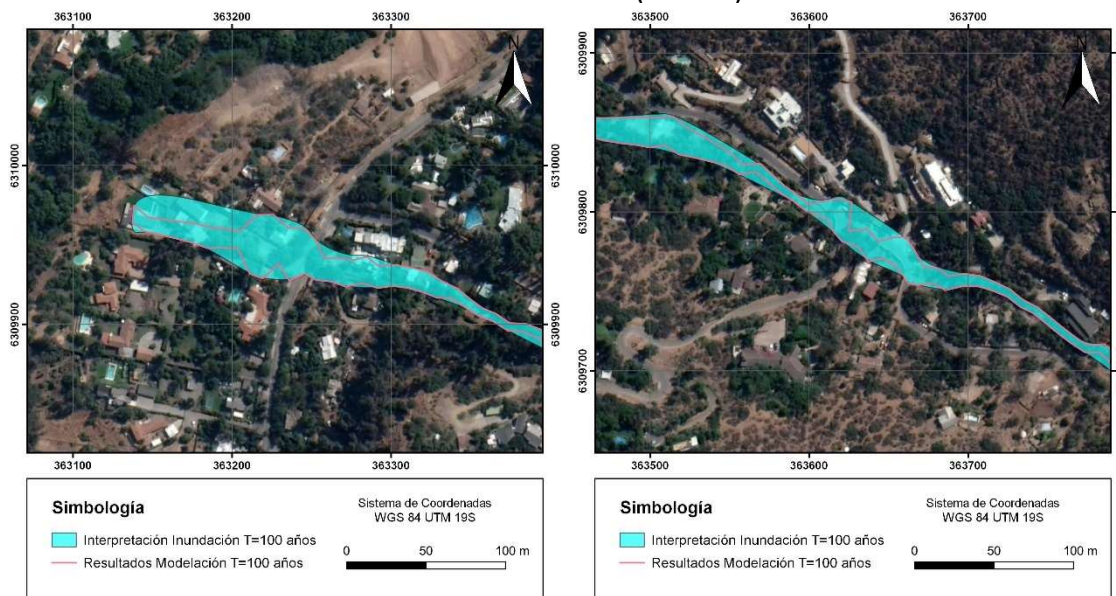 363100 363200 363300
N
6310000 6310000
6309900 6309900
363100 363200 363300
Simbología
Sistema de Coordenadas
WGS 84 UTM 19S
Interpretación Inundación T=100 años
Resultados Modelación T=100 años
0 50 100 m
363500 363600 363700
N
6309900 6309900
6309800 6309800
6309700 6309700
363500 363600 363700
Simbología
Sistema de Coordenadas
WGS 84 UTM 19S
Interpretación Inundación T=100 años
Resultados Modelación T=100 años
0 50 100 m